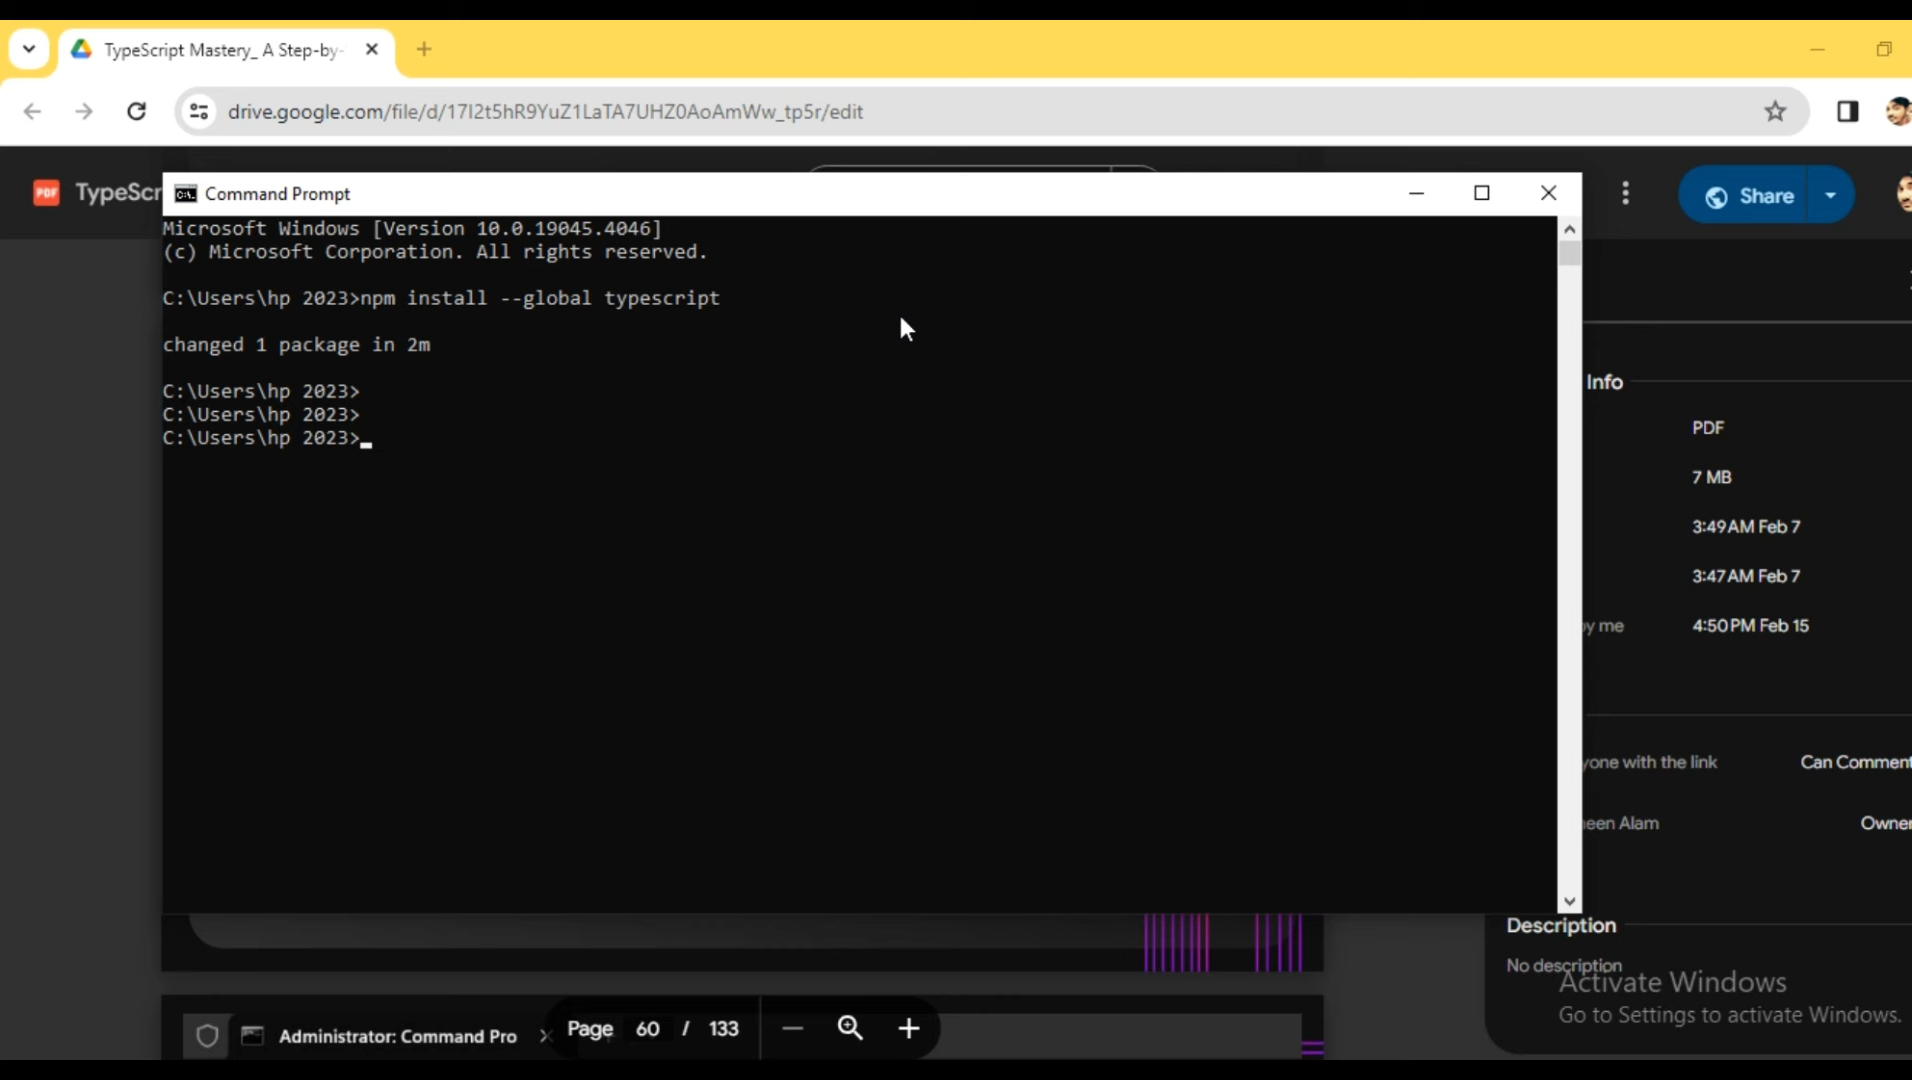 TypeScript Mastery_ A Step-by-
drive.google.com/file/d/17I2t5hR9YuZ1LaTA7UHZ0AoAmWw_tp5r/edit
PDF
TypeScr
Share
Command Prompt
Microsoft Windows [Version 10.0.19045.4046]
(c) Microsoft Corporation. All rights reserved.
C:\Users\hp 2023>npm install --global typescript
changed 1 package in 2m
C:\Users\hp 2023>
C:\Users\hp 2023>
C:\Users\hp 2023>
Info
PDF
7 MB
3:49 AM Feb 7
3:47 AM Feb 7
by me 4:50 PM Feb 15
yone with the link Can Comment
heen Alam Owner
Description
No description
Activate Windows
Go to Settings to activate Windows.
Administrator: Command Pro
Page 60 / 133